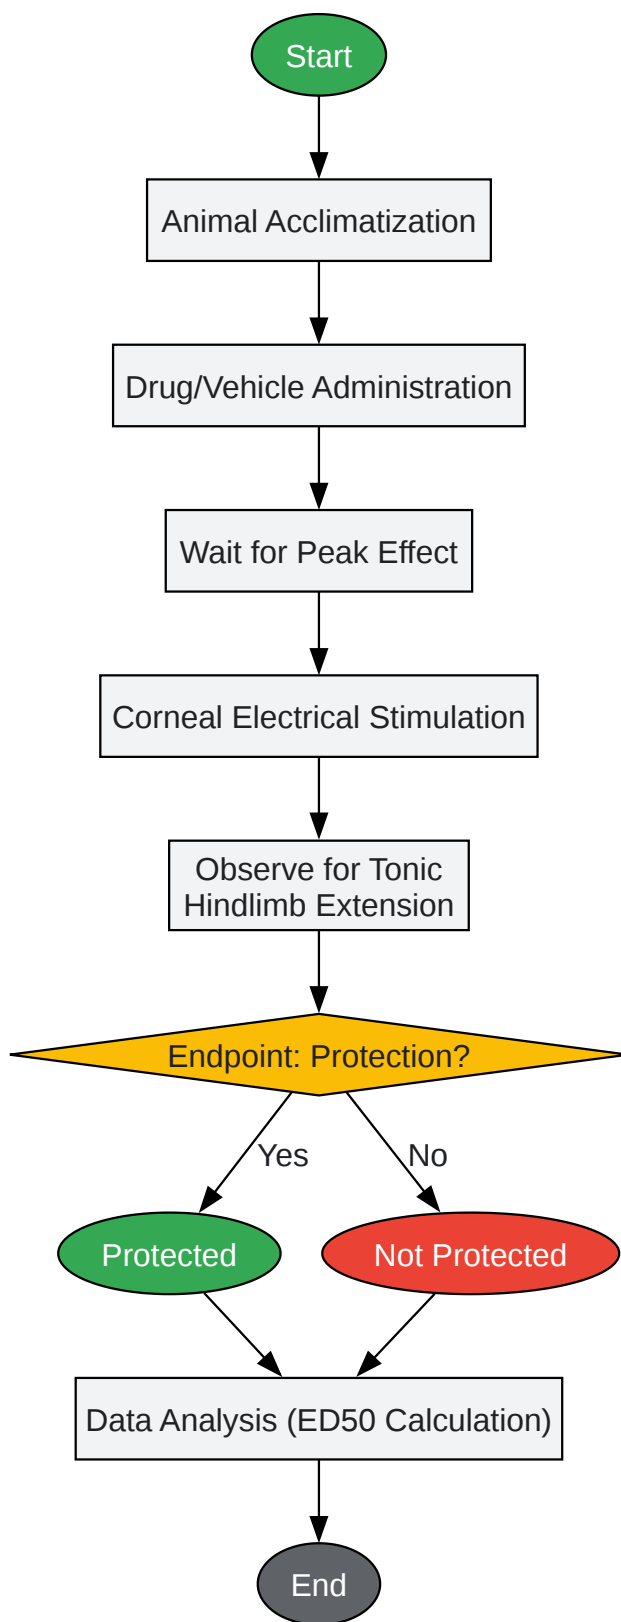 Start
Animal Acclimatization
Drug/Vehicle Administration
Wait for Peak Effect
Corneal Electrical Stimulation
Observe for Tonic
Hindlimb Extension
Endpoint: Protection?
Yes
No
Protected
Not Protected
Data Analysis (ED50 Calculation)
End